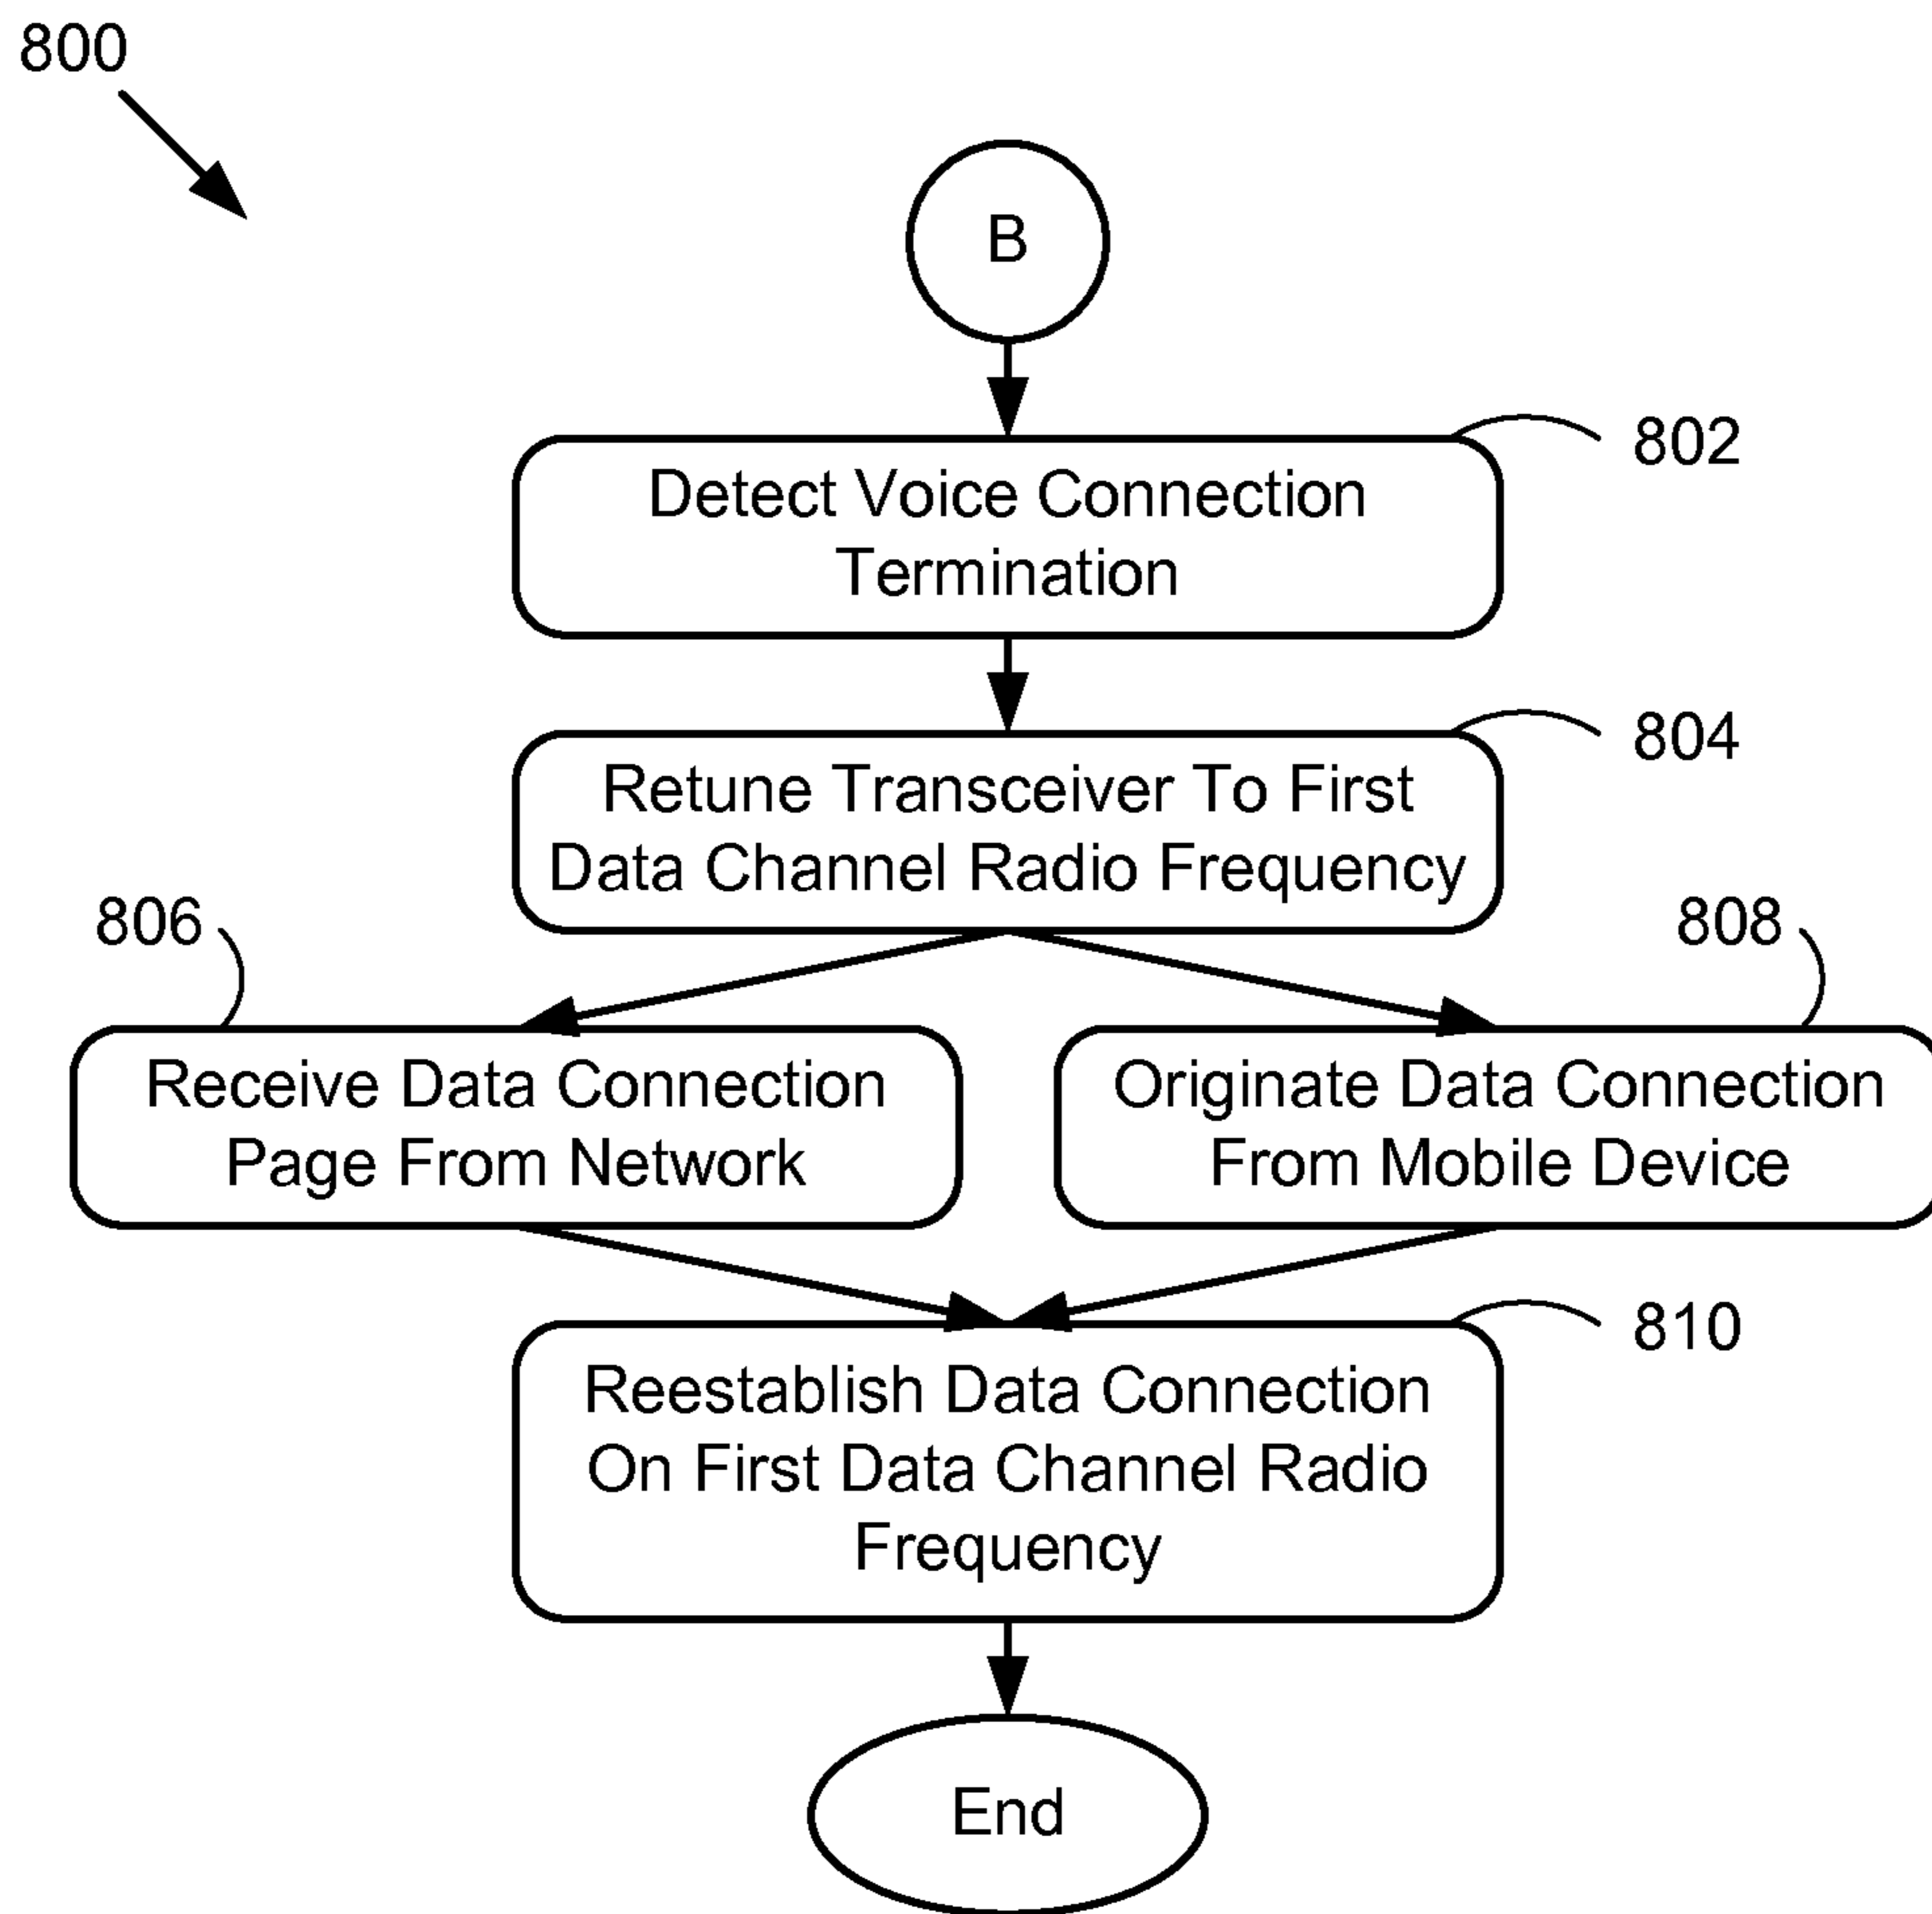 800
B
802
Detect Voice Connection
Termination
804
Retune Transceiver To First
Data Channel Radio Frequency
806
808
Receive Data Connection
Page From Network
Originate Data Connection
From Mobile Device
810
Reestablish Data Connection
On First Data Channel Radio
Frequency
End